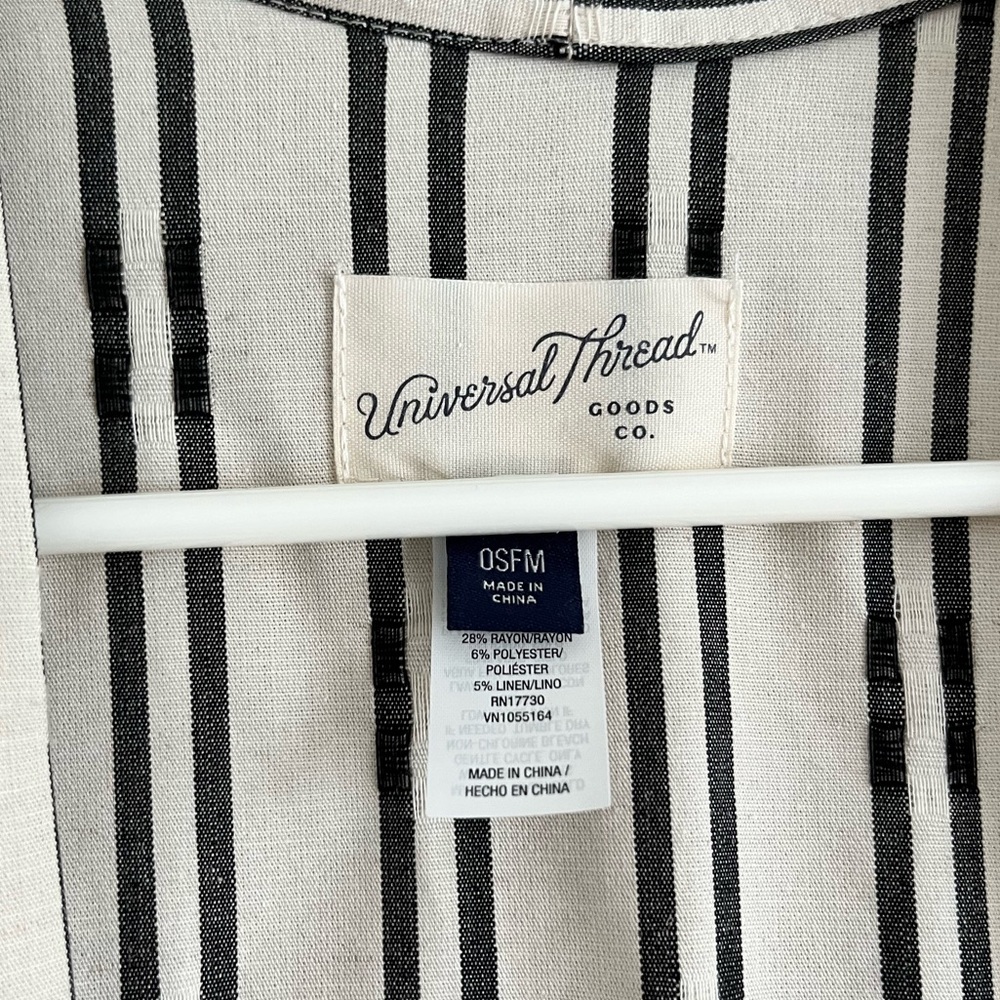 Universal Thread™
GOODS
CO.
OSFM
MADE IN
CHINA
28% RAYON/RAYON
6% POLYESTER/
POLIÉSTER
5% LINEN/LINO
RN17730
VN1055164
MADE IN CHINA /
HECHO EN CHINA